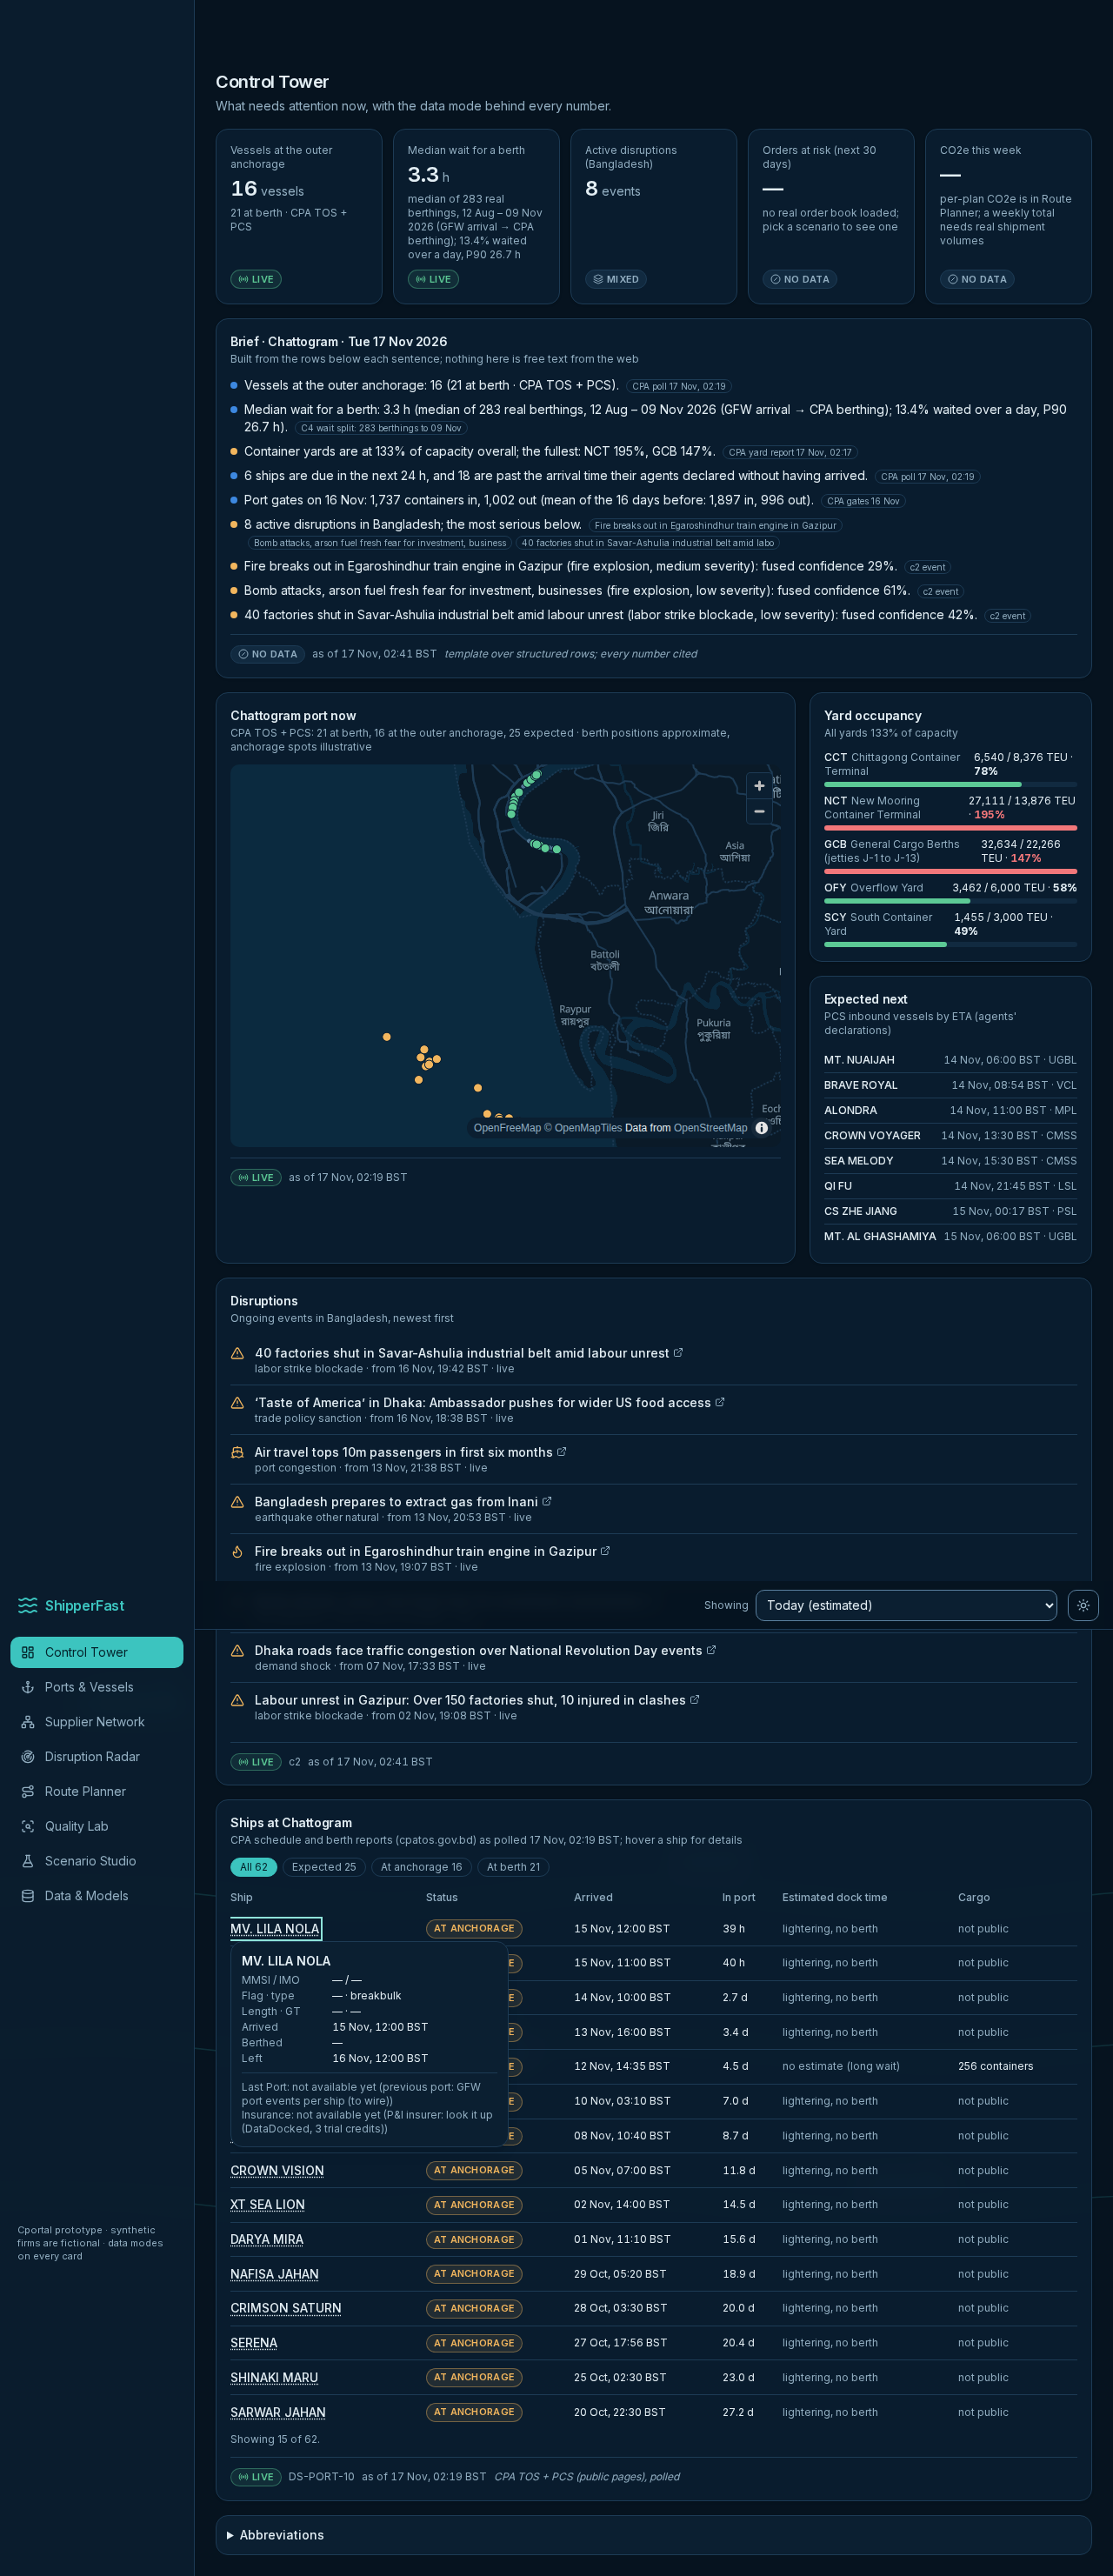 Control Tower
What needs attention now, with the data mode behind every number.
Vessels at the outer
anchorage
16 vessels
21 at berth · CPA TOS +
PCS
LIVE
Median wait for a berth
3.3 h
median of 283 real
berthings, 12 Aug – 09 Nov
2026 (GFW arrival → CPA
berthing); 13.4% waited
over a day, P90 26.7 h
LIVE
Active disruptions
(Bangladesh)
8 events
MIXED
Orders at risk (next 30
days)
—
no real order book loaded;
pick a scenario to see one
NO DATA
CO2e this week
—
per-plan CO2e is in Route
Planner; a weekly total
needs real shipment
volumes
NO DATA
Brief · Chattogram · Tue 17 Nov 2026
Built from the rows below each sentence; nothing here is free text from the web
Vessels at the outer anchorage: 16 (21 at berth · CPA TOS + PCS). CPA poll 17 Nov, 02:19
Median wait for a berth: 3.3 h (median of 283 real berthings, 12 Aug – 09 Nov 2026 (GFW arrival → CPA berthing); 13.4% waited over a day, P90
26.7 h). C4 wait split: 283 berthings to 09 Nov
Container yards are at 133% of capacity overall; the fullest: NCT 195%, GCB 147%. CPA yard report 17 Nov, 02:17
6 ships are due in the next 24 h, and 18 are past the arrival time their agents declared without having arrived. CPA poll 17 Nov, 02:19
Port gates on 16 Nov: 1,737 containers in, 1,002 out (mean of the 16 days before: 1,897 in, 996 out). CPA gates 16 Nov
8 active disruptions in Bangladesh; the most serious below. Fire breaks out in Egaroshindhur train engine in Gazipur
Bomb attacks, arson fuel fresh fear for investment, business 40 factories shut in Savar-Ashulia industrial belt amid labo
Fire breaks out in Egaroshindhur train engine in Gazipur (fire explosion, medium severity): fused confidence 29%. c2 event
Bomb attacks, arson fuel fresh fear for investment, businesses (fire explosion, low severity): fused confidence 61%. c2 event
40 factories shut in Savar-Ashulia industrial belt amid labour unrest (labor strike blockade, low severity): fused confidence 42%. c2 event
NO DATA as of 17 Nov, 02:41 BST template over structured rows; every number cited
Chattogram port now
CPA TOS + PCS: 21 at berth, 16 at the outer anchorage, 25 expected · berth positions approximate,
anchorage spots illustrative
Jiri
জিরি
Asia
আশিয়া
Anwara
আনোয়ারা
Battoli
বটতলী
Raypur
রায়পুর
Pukuria
পুকুরিয়া
OpenFreeMap © OpenMapTiles Data from OpenStreetMap
LIVE as of 17 Nov, 02:19 BST
Yard occupancy
All yards 133% of capacity
CCT Chittagong Container
Terminal
6,540 / 8,376 TEU ·
78%
NCT New Mooring
Container Terminal
27,111 / 13,876 TEU
· 195%
GCB General Cargo Berths
(jetties J-1 to J-13)
32,634 / 22,266
TEU · 147%
OFY Overflow Yard 3,462 / 6,000 TEU · 58%
SCY South Container
Yard
1,455 / 3,000 TEU ·
49%
Expected next
PCS inbound vessels by ETA (agents'
declarations)
MT. NUAIJAH 14 Nov, 06:00 BST · UGBL
BRAVE ROYAL 14 Nov, 08:54 BST · VCL
ALONDRA 14 Nov, 11:00 BST · MPL
CROWN VOYAGER 14 Nov, 13:30 BST · CMSS
SEA MELODY 14 Nov, 15:30 BST · CMSS
QI FU 14 Nov, 21:45 BST · LSL
CS ZHE JIANG 15 Nov, 00:17 BST · PSL
MT. AL GHASHAMIYA 15 Nov, 06:00 BST · UGBL
Disruptions
Ongoing events in Bangladesh, newest first
40 factories shut in Savar-Ashulia industrial belt amid labour unrest
labor strike blockade · from 16 Nov, 19:42 BST · live
‘Taste of America’ in Dhaka: Ambassador pushes for wider US food access
trade policy sanction · from 16 Nov, 18:38 BST · live
Air travel tops 10m passengers in first six months
port congestion · from 13 Nov, 21:38 BST · live
Bangladesh prepares to extract gas from Inani
earthquake other natural · from 13 Nov, 20:53 BST · live
Fire breaks out in Egaroshindhur train engine in Gazipur
fire explosion · from 13 Nov, 19:07 BST · live
ShipperFast
Showing Today (estimated)
Control Tower
Ports & Vessels
Supplier Network
Disruption Radar
Route Planner
Quality Lab
Scenario Studio
Data & Models
Dhaka roads face traffic congestion over National Revolution Day events
demand shock · from 07 Nov, 17:33 BST · live
Labour unrest in Gazipur: Over 150 factories shut, 10 injured in clashes
labor strike blockade · from 02 Nov, 19:08 BST · live
LIVE c2 as of 17 Nov, 02:41 BST
Ships at Chattogram
CPA schedule and berth reports (cpatos.gov.bd) as polled 17 Nov, 02:19 BST; hover a ship for details
All 62 Expected 25 At anchorage 16 At berth 21
Ship Status Arrived In port Estimated dock time Cargo
MV. LILA NOLA AT ANCHORAGE 15 Nov, 12:00 BST 39 h lightering, no berth not public
E 15 Nov, 11:00 BST 40 h lightering, no berth not public
E 14 Nov, 10:00 BST 2.7 d lightering, no berth not public
E 13 Nov, 16:00 BST 3.4 d lightering, no berth not public
E 12 Nov, 14:35 BST 4.5 d no estimate (long wait) 256 containers
E 10 Nov, 03:10 BST 7.0 d lightering, no berth not public
E 08 Nov, 10:40 BST 8.7 d lightering, no berth not public
MV. LILA NOLA
MMSI / IMO — / —
Flag · type — · breakbulk
Length · GT — · —
Arrived 15 Nov, 12:00 BST
Berthed —
Left 16 Nov, 12:00 BST
Last Port: not available yet (previous port: GFW
port events per ship (to wire))
Insurance: not available yet (P&I insurer: look it up
(DataDocked, 3 trial credits))
CROWN VISION AT ANCHORAGE 05 Nov, 07:00 BST 11.8 d lightering, no berth not public
XT SEA LION AT ANCHORAGE 02 Nov, 14:00 BST 14.5 d lightering, no berth not public
DARYA MIRA AT ANCHORAGE 01 Nov, 11:10 BST 15.6 d lightering, no berth not public
NAFISA JAHAN AT ANCHORAGE 29 Oct, 05:20 BST 18.9 d lightering, no berth not public
CRIMSON SATURN AT ANCHORAGE 28 Oct, 03:30 BST 20.0 d lightering, no berth not public
SERENA AT ANCHORAGE 27 Oct, 17:56 BST 20.4 d lightering, no berth not public
SHINAKI MARU AT ANCHORAGE 25 Oct, 02:30 BST 23.0 d lightering, no berth not public
SARWAR JAHAN AT ANCHORAGE 20 Oct, 22:30 BST 27.2 d lightering, no berth not public
Showing 15 of 62.
LIVE DS-PORT-10 as of 17 Nov, 02:19 BST CPA TOS + PCS (public pages), polled
Cportal prototype · synthetic
firms are fictional · data modes
on every card
Abbreviations